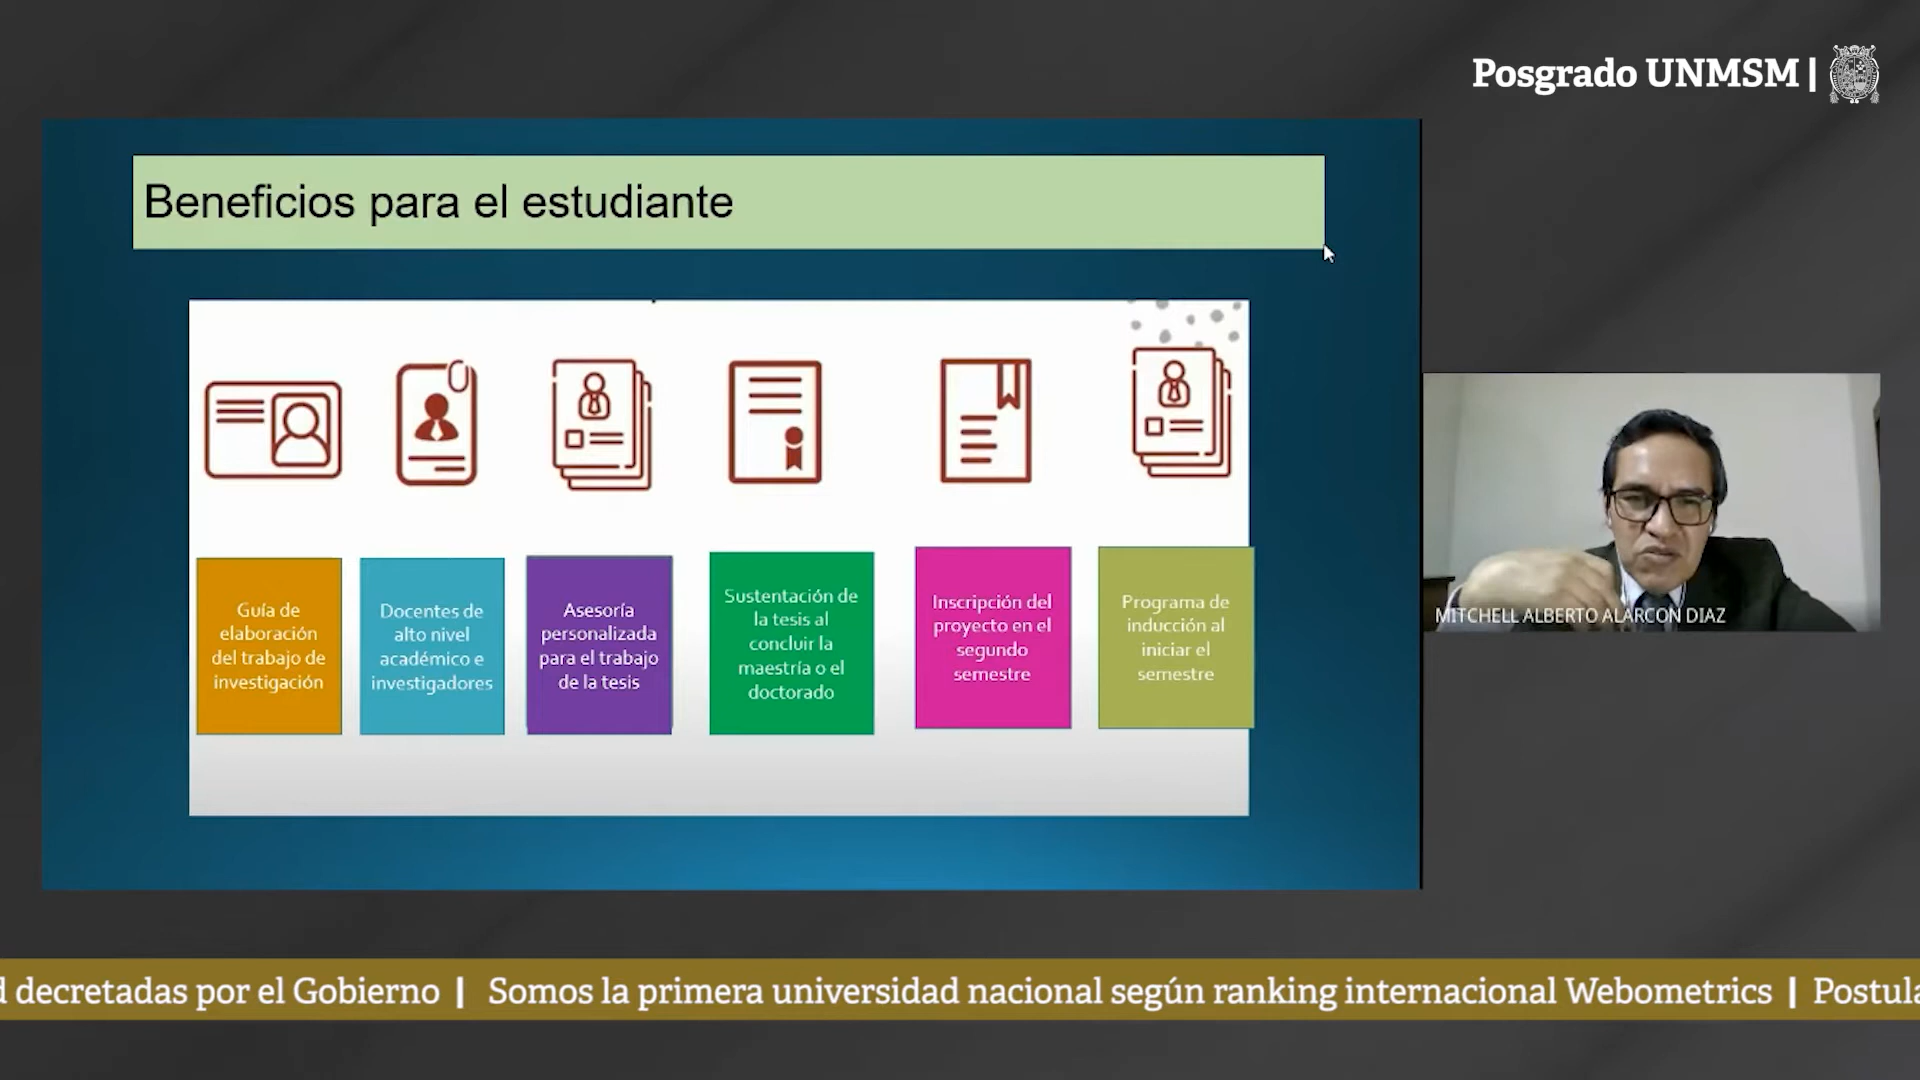 Posgrado UNMSM |
Beneficios para el estudiante
Guía de
elaboración
del trabajo de
investigación
Docentes de
alto nivel
académico e
investigadores
Asesoría
personalizada
para el trabajo
de la tesis
Sustentación de
la tesis al
concluir la
maestría o el
doctorado
Inscripción del
proyecto en el
segundo
semestre
Programa de
inducción al
iniciar el
semestre
MITCHELL ALBERTO ALARCON DIAZ
d decretadas por el Gobierno | Somos la primera universidad nacional según ranking internacional Webometrics | Postula